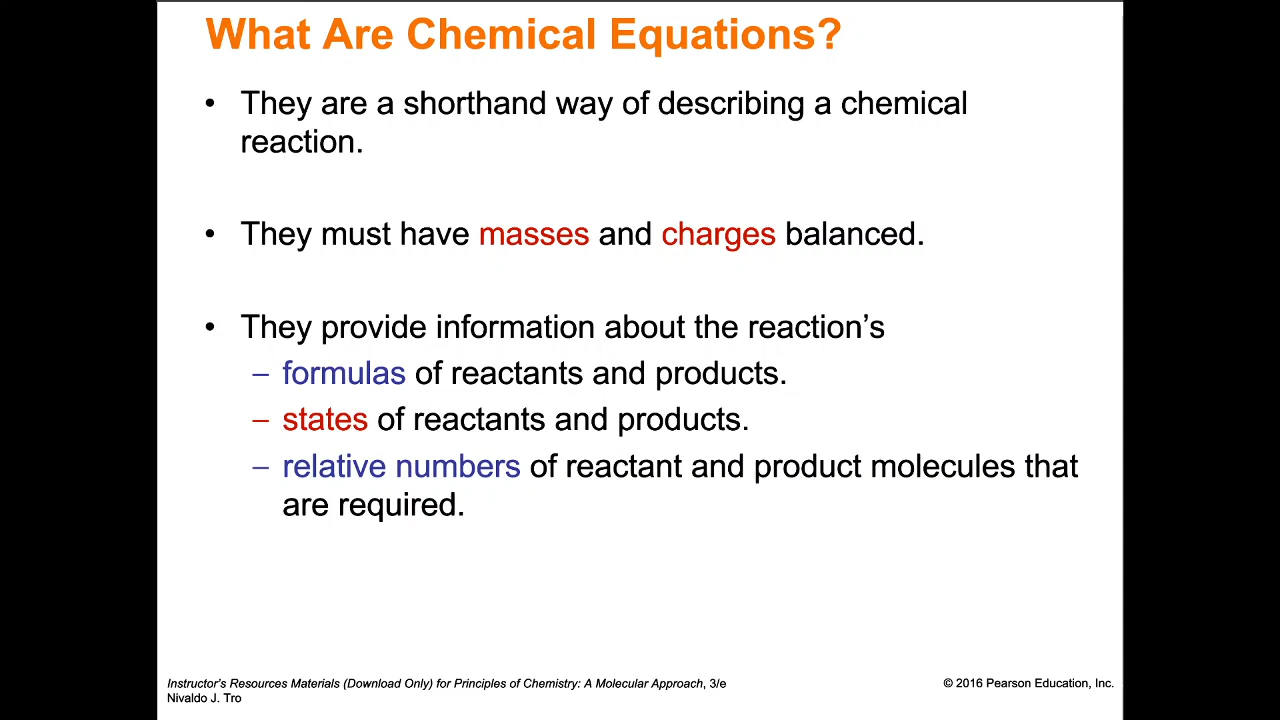 What Are Chemical Equations?
• They are a shorthand way of describing a chemical
reaction.
• They must have masses and charges balanced.
• They provide information about the reaction’s
– formulas of reactants and products.
– states of reactants and products.
– relative numbers of reactant and product molecules that
are required.
Instructor’s Resources Materials (Download Only) for Principles of Chemistry: A Molecular Approach, 3/e
Nivaldo J. Tro
© 2016 Pearson Education, Inc.